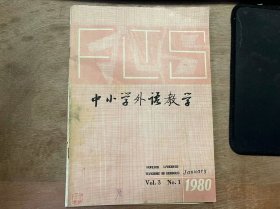 FLTS
中小学外语教学
FOREIGN LANGUAGE
TEACHING IN SCHOOLS
January
Vol. 3 No. 1
1980